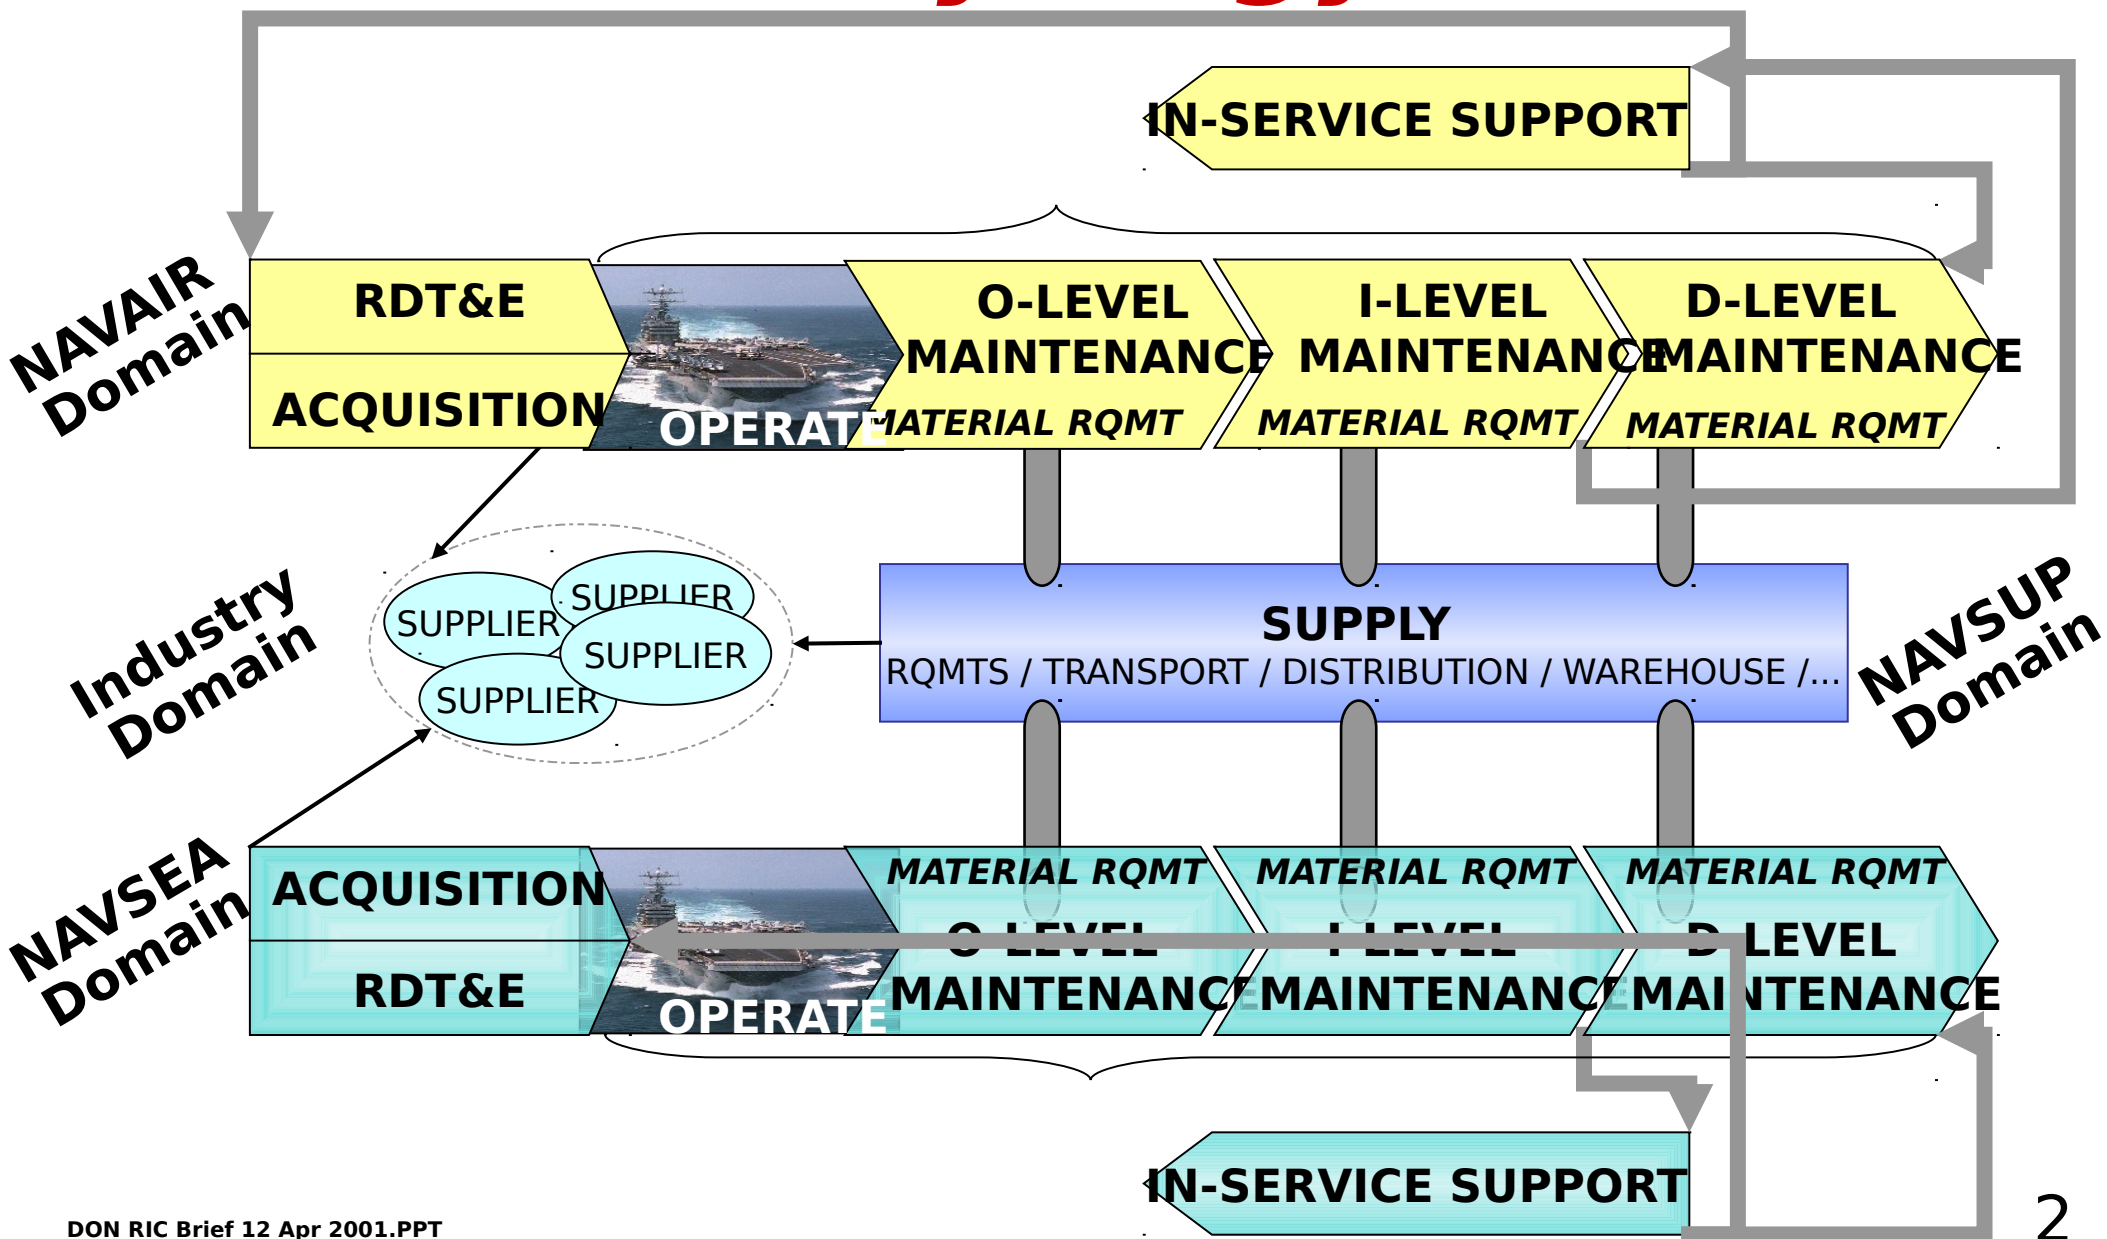 IN-SERVICE SUPPORT
NAVAIR
Domain
RDT&E
ACQUISITION
OPERATE
O-LEVEL
MAINTENANCE
MATERIAL RQMT
I-LEVEL
MAINTENANCE
MATERIAL RQMT
D-LEVEL
MAINTENANCE
MATERIAL RQMT
Industry
Domain
SUPPLIER
SUPPLIER
SUPPLIER
SUPPLIER
SUPPLY
RQMTS / TRANSPORT / DISTRIBUTION / WAREHOUSE /...
NAVSUP
Domain
NAVSEA
Domain
ACQUISITION
RDT&E
OPERATE
MATERIAL RQMT
O-LEVEL
MAINTENANCE
MATERIAL RQMT
I-LEVEL
MAINTENANCE
MATERIAL RQMT
D-LEVEL
MAINTENANCE
IN-SERVICE SUPPORT
DON RIC Brief 12 Apr 2001.PPT
2